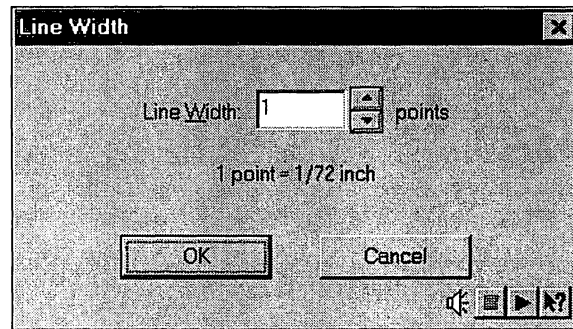 Line Width
Line Width: 1 points
1 point = 1/72 inch
OK Cancel
?